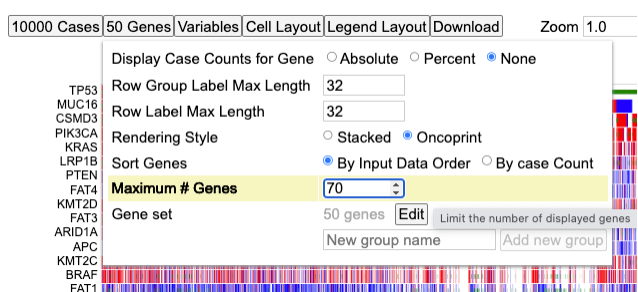 10000 Cases 50 Genes Variables Cell Layout Legend Layout Download Zoom 1.0
Display Case Counts for Gene Absolute Percent None
Row Group Label Max Length 32
Row Label Max Length 32
Rendering Style Stacked Oncoprint
Sort Genes By Input Data Order By case Count
Maximum # Genes 70
Gene set 50 genes Edit
Limit the number of displayed genes
New group name Add new group
TP53
MUC16
CSMD3
PIK3CA
KRAS
LRP1B
PTEN
FAT4
KMT2D
FAT3
ARID1A
APC
KMT2C
BRAF
FAT1